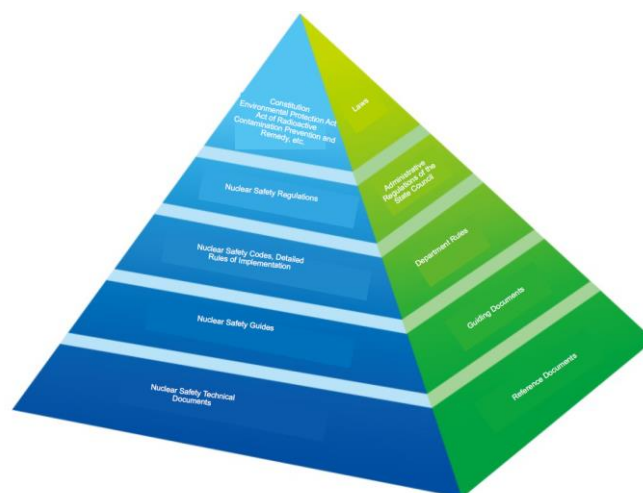 Constitution
Environmental Protection Act
Act of Radioactive
Contamination Prevention and
Remedy, etc.
Laws
Nuclear Safety Regulations
Administrative
Regulations of the
State Council
Nuclear Safety Codes, Detailed
Rules of Implementation
Department Rules
Nuclear Safety Guides
Guiding Documents
Nuclear Safety Technical
Documents
Reference Documents